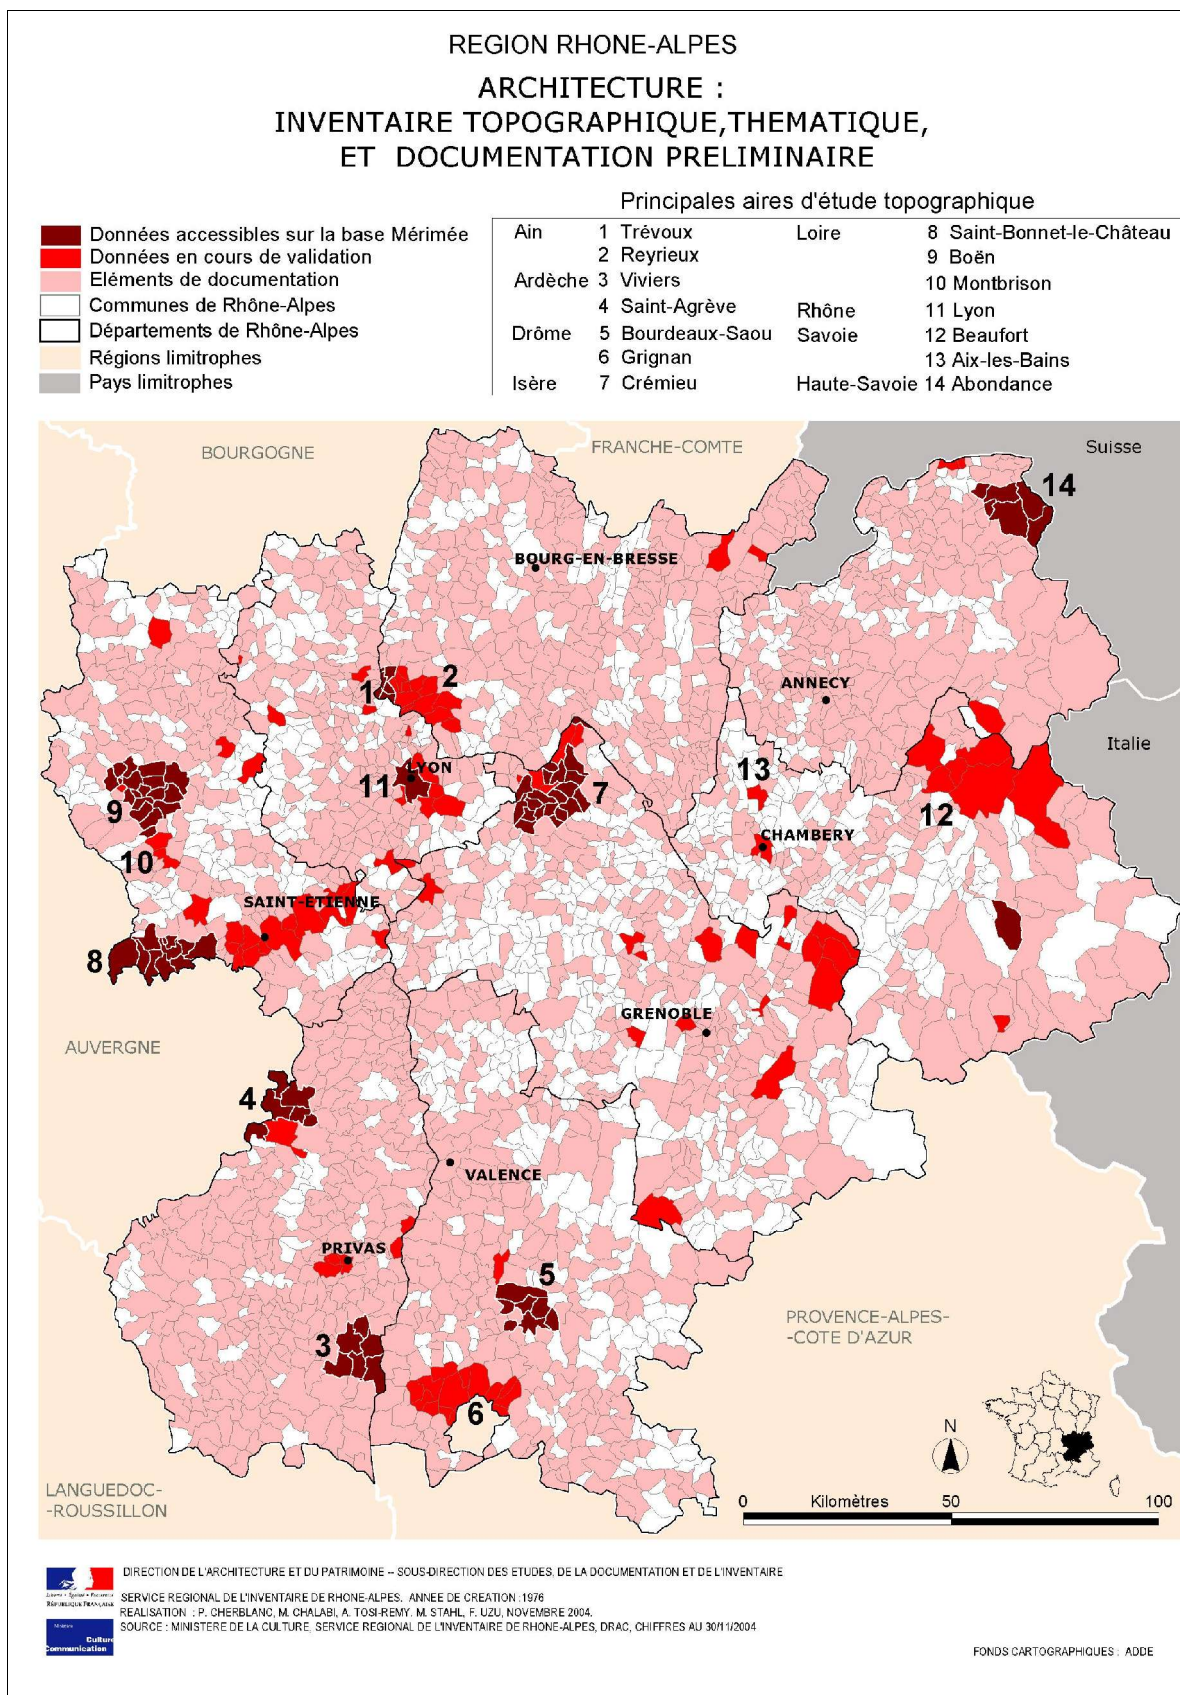 REGION RHONE-ALPES
ARCHITECTURE :
INVENTAIRE TOPOGRAPHIQUE,THEMATIQUE,
ET DOCUMENTATION PRELIMINAIRE
Données accessibles sur la base Mérimée
Données en cours de validation
Eléments de documentation
Communes de Rhône-Alpes
Départements de Rhône-Alpes
Régions limitrophes
Pays limitrophes
Principales aires d'étude topographique
Ain 1 Trévoux
2 Reyrieux
Ardèche 3 Viviers
4 Saint-Agrève
Drôme 5 Bourdeaux-Saou
6 Grignan
Isère 7 Crémieu
Loire 8 Saint-Bonnet-le-Château
9 Boën
10 Montbrison
Rhône 11 Lyon
Savoie 12 Beaufort
13 Aix-les-Bains
Haute-Savoie 14 Abondance
BOURGOGNE
FRANCHE-COMTE
Suisse
14
BOURG-EN-BRESSE
1
2
ANNECY
Italie
11
LYON
7
13
9
12
CHAMBERY
10
SAINT-ETIENNE
8
GRENOBLE
AUVERGNE
4
VALENCE
PRIVAS
5
3
PROVENCE-ALPES-
-COTE D'AZUR
6
N
LANGUEDOC-
-ROUSSILLON
0 Kilomètres 50 100
DIRECTION DE L'ARCHITECTURE ET DU PATRIMOINE -- SOUS-DIRECTION DES ETUDES, DE LA DOCUMENTATION ET DE L'INVENTAIRE
SERVICE REGIONAL DE L'INVENTAIRE DE RHONE-ALPES. ANNEE DE CREATION :1976
REALISATION : P. CHERBLANC, M. CHALABI, A. TOSI-REMY. M. STAHL, F. UZU, NOVEMBRE 2004.
SOURCE : MINISTERE DE LA CULTURE, SERVICE REGIONAL DE L'INVENTAIRE DE RHONE-ALPES, DRAC, CHIFFRES AU 30/11/2004
FONDS CARTOGRAPHIQUES : ADDE
Liberté • Égalité • Fraternité
RÉPUBLIQUE FRANÇAISE
Ministère
Culture
Communication